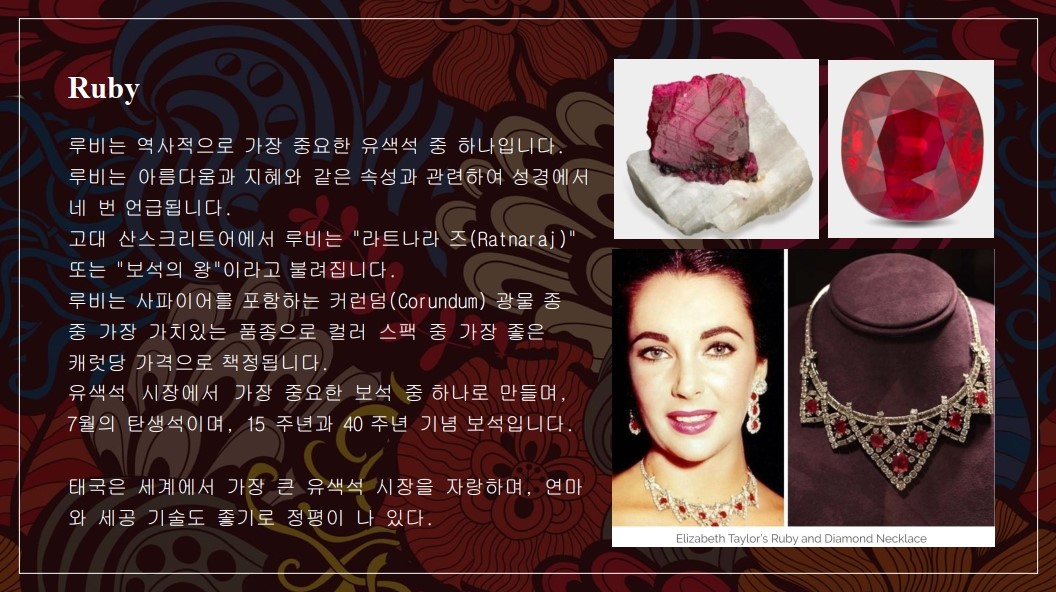 Ruby
루비는 역사적으로 가장 중요한 유색석 중 하나입니다.
루비는 아름다움과 지혜와 같은 속성과 관련하여 성경에서
네 번 언급됩니다.
고대 산스크리트어에서 루비는 "라트나라 즈(Ratnaraj)"
또는 "보석의 왕"이라고 불려집니다.
루비는 사파이어를 포함하는 커런덤(Corundum) 광물 종
중 가장 가치있는 품종으로 컬러 스팩 중 가장 좋은
캐럿당 가격으로 책정됩니다.
유색석 시장에서 가장 중요한 보석 중 하나로 만들며,
7월의 탄생석이며, 15 주년과 40 주년 기념 보석입니다.
태국은 세계에서 가장 큰 유색석 시장을 자랑하며, 연마
와 세공 기술도 좋기로 정평이 나 있다.
Elizabeth Taylor's Ruby and Diamond Necklace